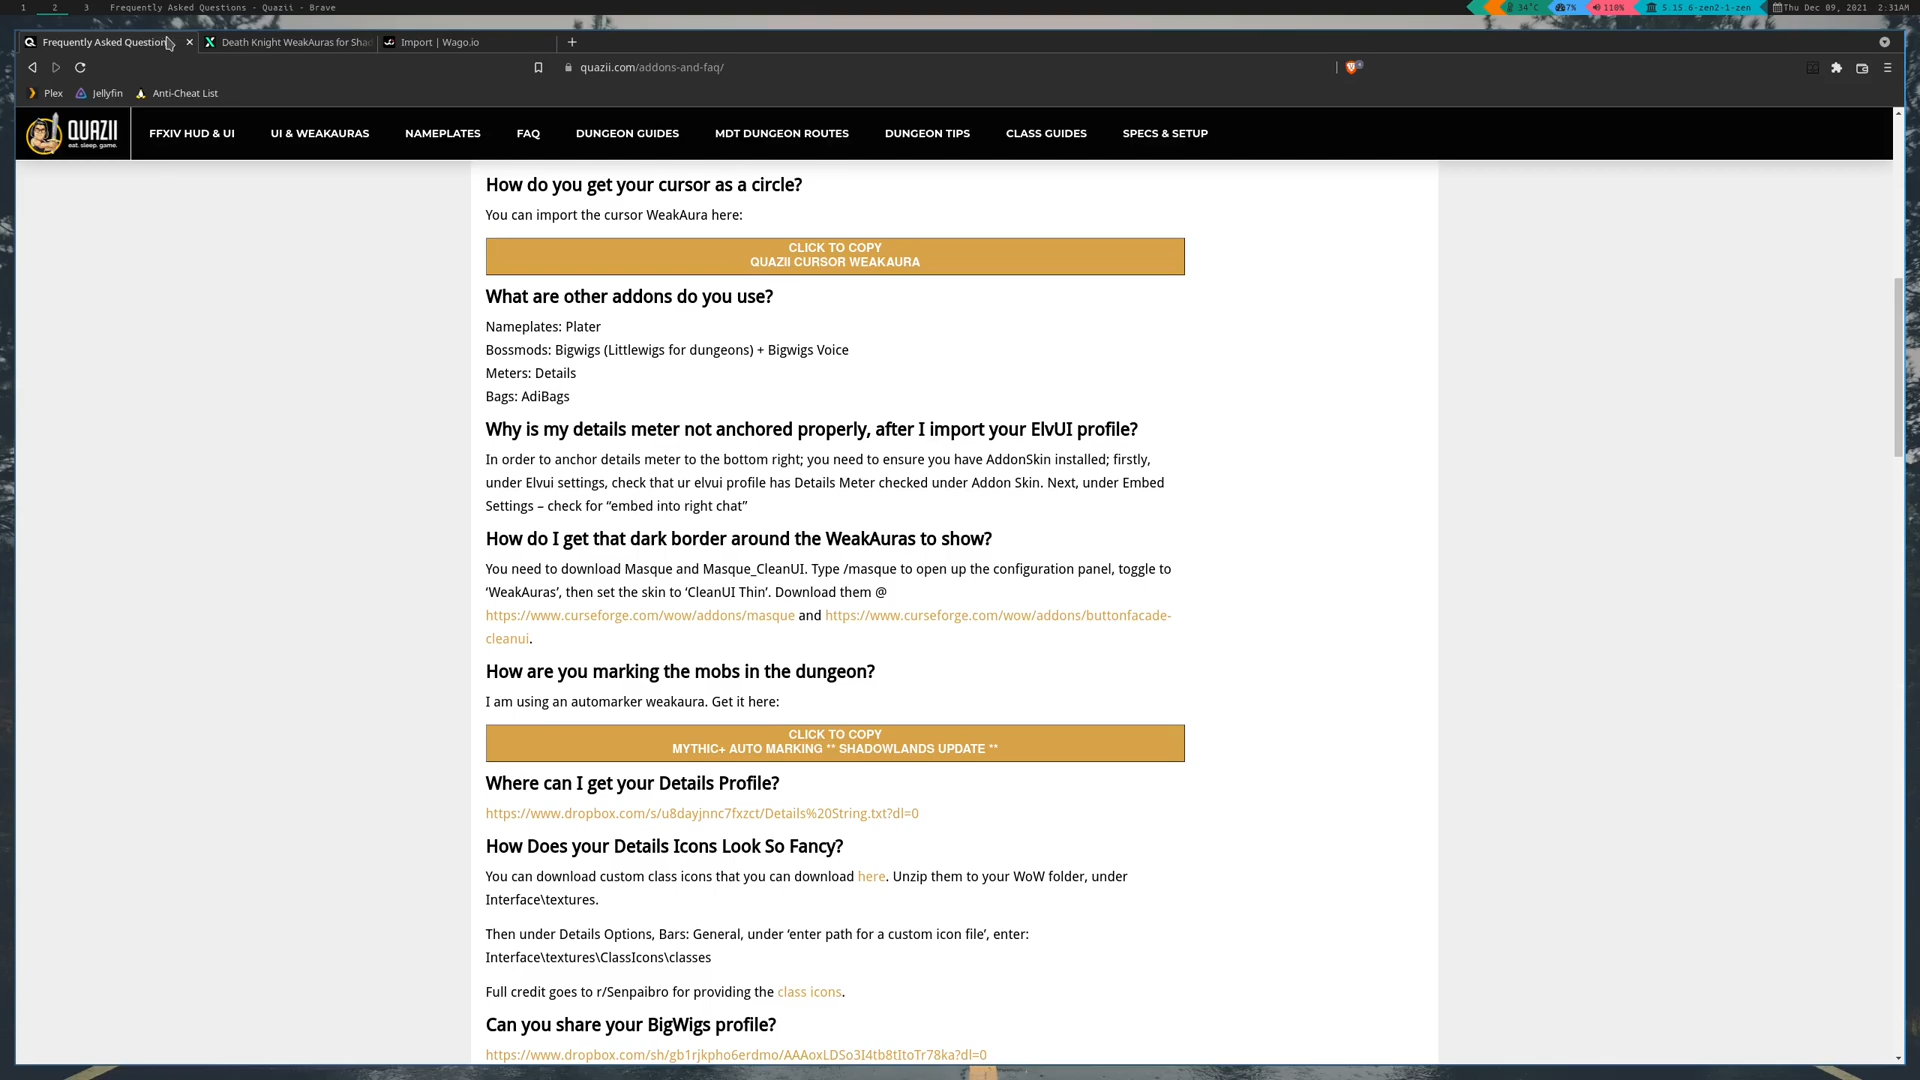 1 2 3 Frequently Asked Questions - Quazii - Brave
34°C 7% 110% 5.15.6-zen2-1-zen Thu Dec 09, 2021 2:31AM
Frequently Asked Question Death Knight WeakAuras for Shad Import | Wago.io
quazii.com/addons-and-faq/
Plex Jellyfin Anti-Cheat List
QUAZII
eat. sleep. game.
FFXIV HUD & UI UI & WEAKAURAS NAMEPLATES FAQ DUNGEON GUIDES MDT DUNGEON ROUTES DUNGEON TIPS CLASS GUIDES SPECS & SETUP
How do you get your cursor as a circle?
You can import the cursor WeakAura here:
CLICK TO COPY
QUAZII CURSOR WEAKAURA
What are other addons do you use?
Nameplates: Plater
Bossmods: Bigwigs (Littlewigs for dungeons) + Bigwigs Voice
Meters: Details
Bags: AdiBags
Why is my details meter not anchored properly, after I import your ElvUI profile?
In order to anchor details meter to the bottom right; you need to ensure you have AddonSkin installed; firstly,
under Elvui settings, check that ur elvui profile has Details Meter checked under Addon Skin. Next, under Embed
Settings – check for “embed into right chat”
How do I get that dark border around the WeakAuras to show?
You need to download Masque and Masque_CleanUI. Type /masque to open up the configuration panel, toggle to
‘WeakAuras’, then set the skin to ‘CleanUI Thin’. Download them @
https://www.curseforge.com/wow/addons/masque and https://www.curseforge.com/wow/addons/buttonfacade-
cleanui.
How are you marking the mobs in the dungeon?
I am using an automarker weakaura. Get it here:
CLICK TO COPY
MYTHIC+ AUTO MARKING ** SHADOWLANDS UPDATE **
Where can I get your Details Profile?
https://www.dropbox.com/s/u8dayjnnc7fxzct/Details%20String.txt?dl=0
How Does your Details Icons Look So Fancy?
You can download custom class icons that you can download here. Unzip them to your WoW folder, under
Interface\textures.
Then under Details Options, Bars: General, under ‘enter path for a custom icon file’, enter:
Interface\textures\ClassIcons\classes
Full credit goes to r/Senpaibro for providing the class icons.
Can you share your BigWigs profile?
https://www.dropbox.com/sh/gb1rjkpho6erdmo/AAAoxLDSo3I4tb8tItoTr78ka?dl=0